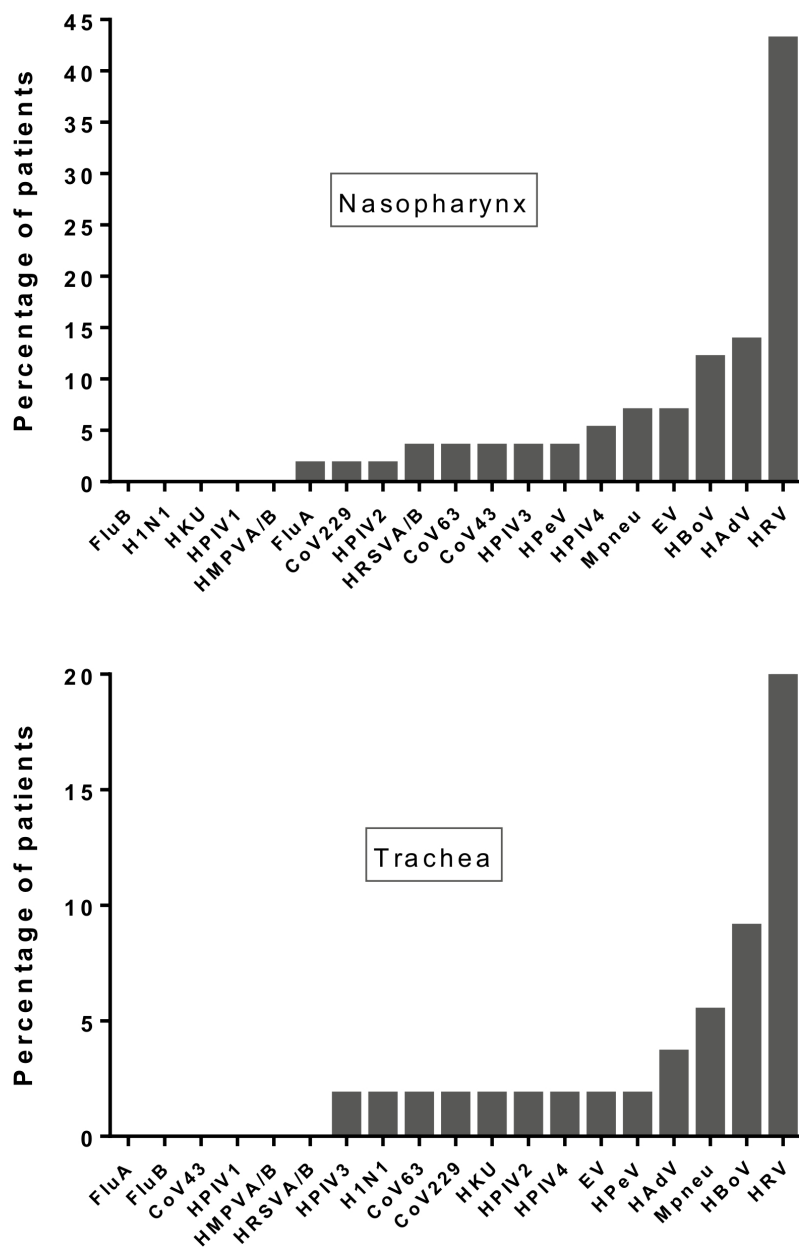 Percentage of patients
45
40
35
30
25
20
15
10
5
0
Nasopharynx
FluB
H1N1
HKU
HPIV1
HMPVA/B
FluA
CoV229
HPIV2
HRSVA/B
CoV63
CoV43
HPIV3
HPeV
HPIV4
Mpneu
EV
HBoV
HAdV
HRV
Percentage of patients
20
15
10
5
0
Trachea
FluA
FluB
CoV43
HPIV1
HMPVA/B
HRSVA/B
HPIV3
H1N1
CoV63
CoV229
HKU
HPIV2
HPIV4
EV
HPeV
HAdV
Mpneu
HBoV
HRV